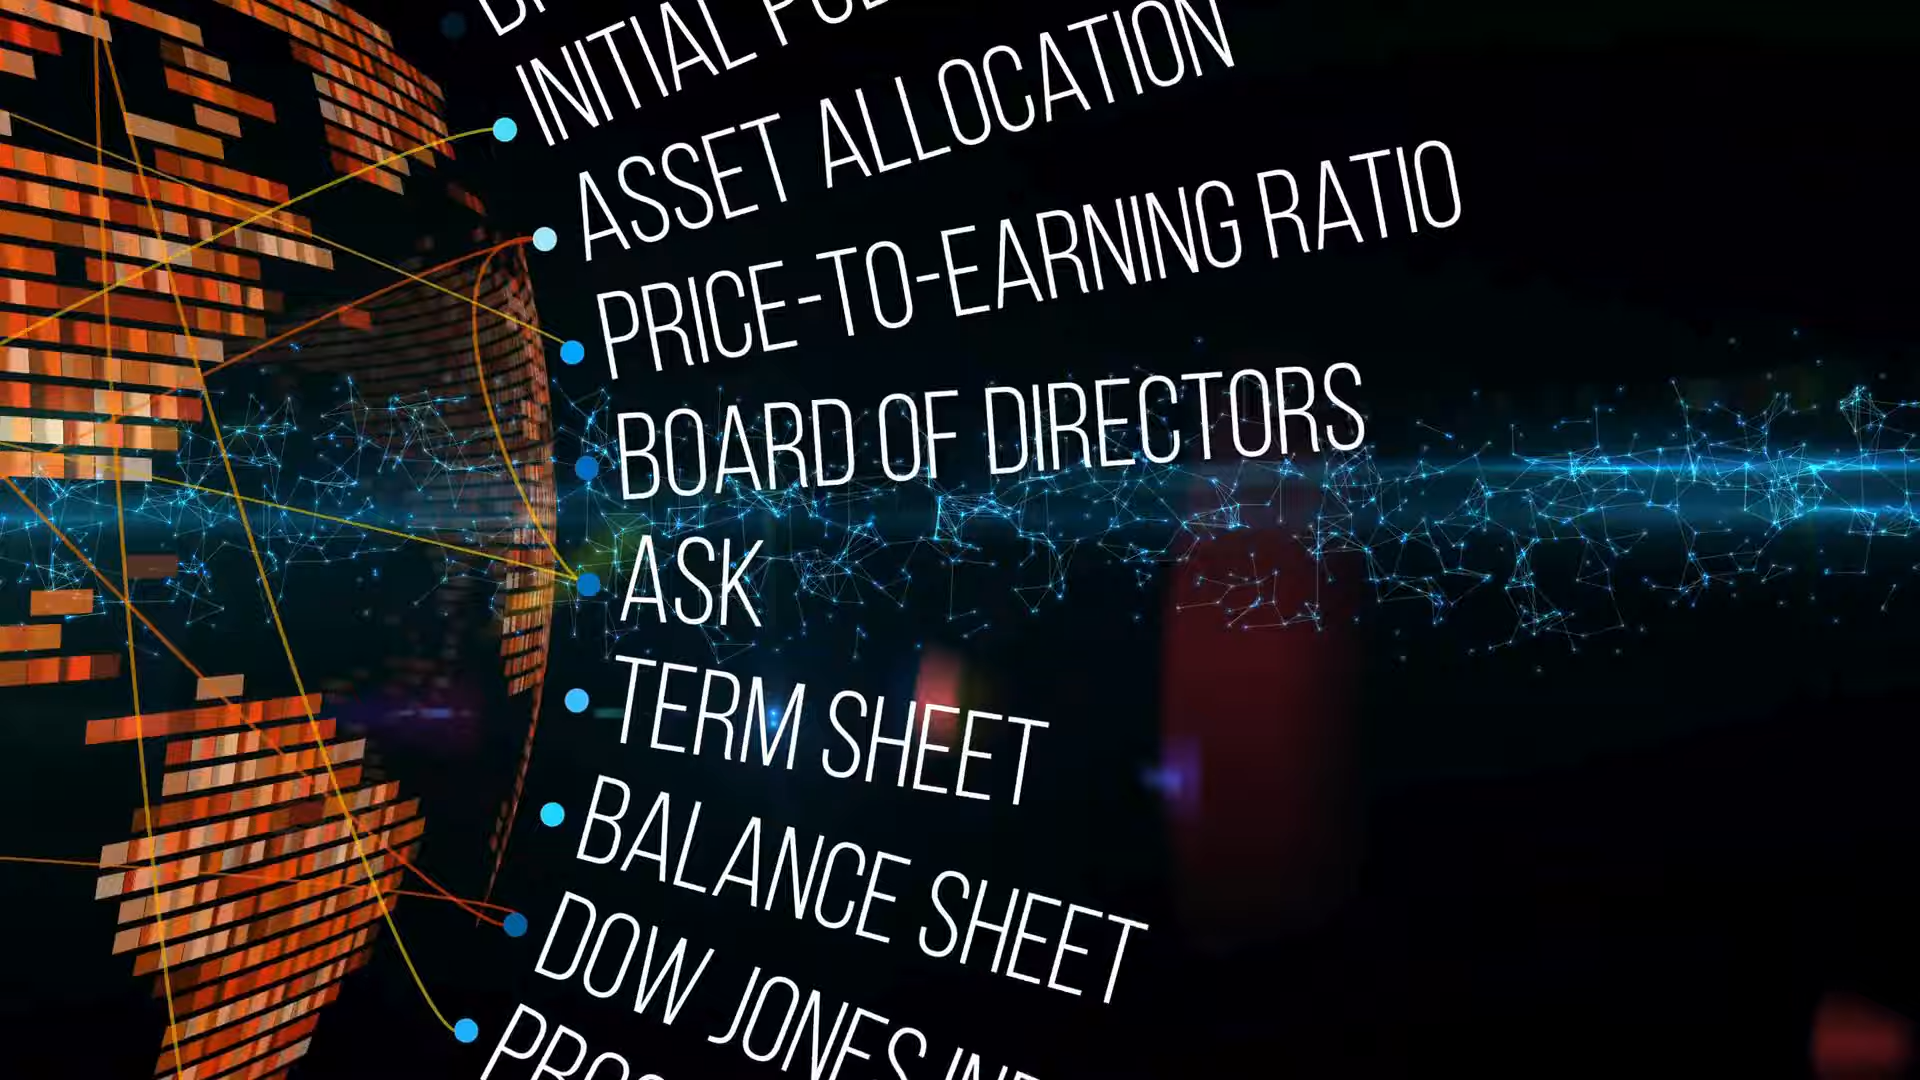 INITIAL
ASSET ALLOCATION
PRICE-TO-EARNING RATIO
BOARD OF DIRECTORS
ASK
TERM SHEET
BALANCE SHEET
DOW JONES